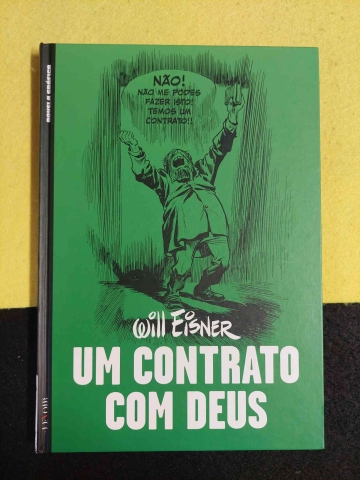 NÃO!
NÃO ME PODES
FAZER ISTO!
TEMOS UM
CONTRATO!!
Will EISNER
UM CONTRATO
COM DEUS